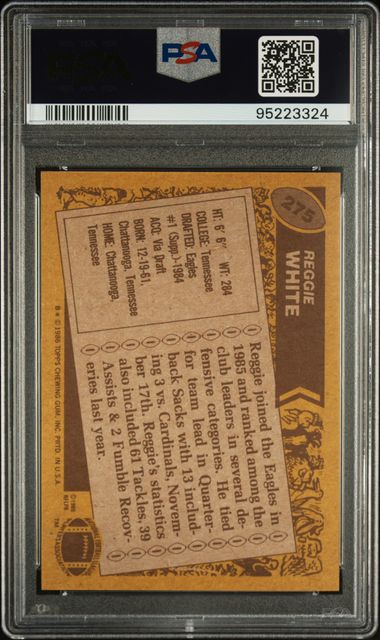 PSA
95223324
275
REGGIE
WHITE
HT: 6' 6" WT: 284
COLLEGE: Tennessee
DRAFTED: Eagles
#1 (Supp.)-1984
ACQ: Via Draft
BORN: 12-19-61,
Chattanooga, Tennessee
HOME: Chattanooga,
Tennessee
Reggie joined the Eagles in
1985 and ranked among the
club leaders in several de-
fensive categories. He tied
for team lead in Quarter-
back Sacks with 13 includ-
ing 3 vs. Cardinals, Novem-
ber 17th. Reggie's statistics
also included 61 Tackles, 39
Assists & 2 Fumble Recov-
eries last year.
B * © 1986 TOPPS CHEWING GUM, INC. PRTD. IN U.S.A.
© 1985
NFLPA
TM